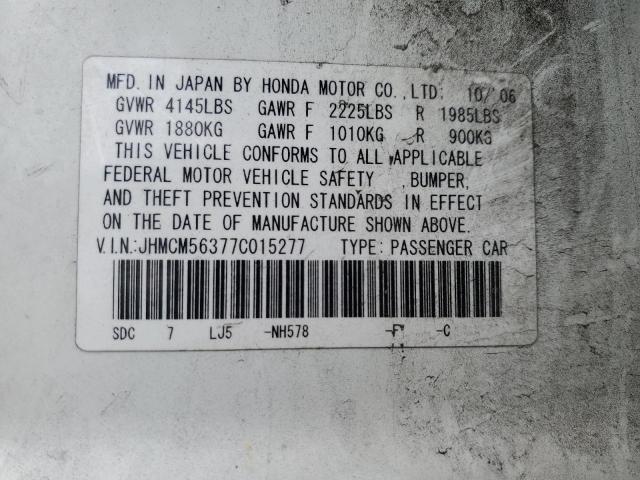 MFD. IN JAPAN BY HONDA MOTOR CO.,LTD: 10/'06
GVWR 4145LBS GAWR F 2225LBS R 1985LBS
GVWR 1880KG GAWR F 1010KG R 900KG
THIS VEHICLE CONFORMS TO ALL APPLICABLE
FEDERAL MOTOR VEHICLE SAFETY ,BUMPER,
AND THEFT PREVENTION STANDARDS IN EFFECT
ON THE DATE OF MANUFACTURE SHOWN ABOVE.
V.I.N.:JHMCM56377C015277 TYPE: PASSENGER CAR
SDC 7 LJ5 -NH578 -F -C